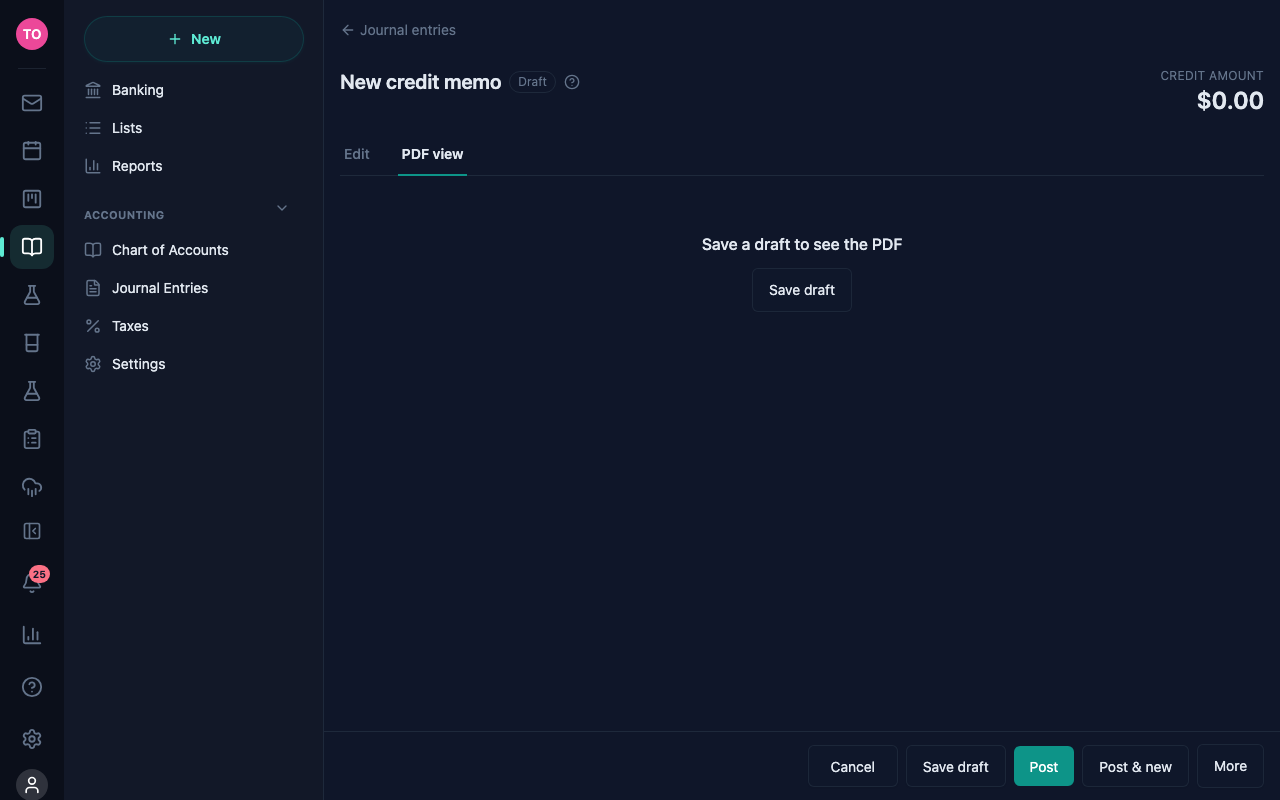 TO
New
Banking
Lists
Reports
ACCOUNTING
Chart of Accounts
Journal Entries
Taxes
Settings
25
Journal entries
New credit memo
Draft
CREDIT AMOUNT
$0.00
Edit
PDF view
Save a draft to see the PDF
Save draft
Cancel
Save draft
Post
Post & new
More